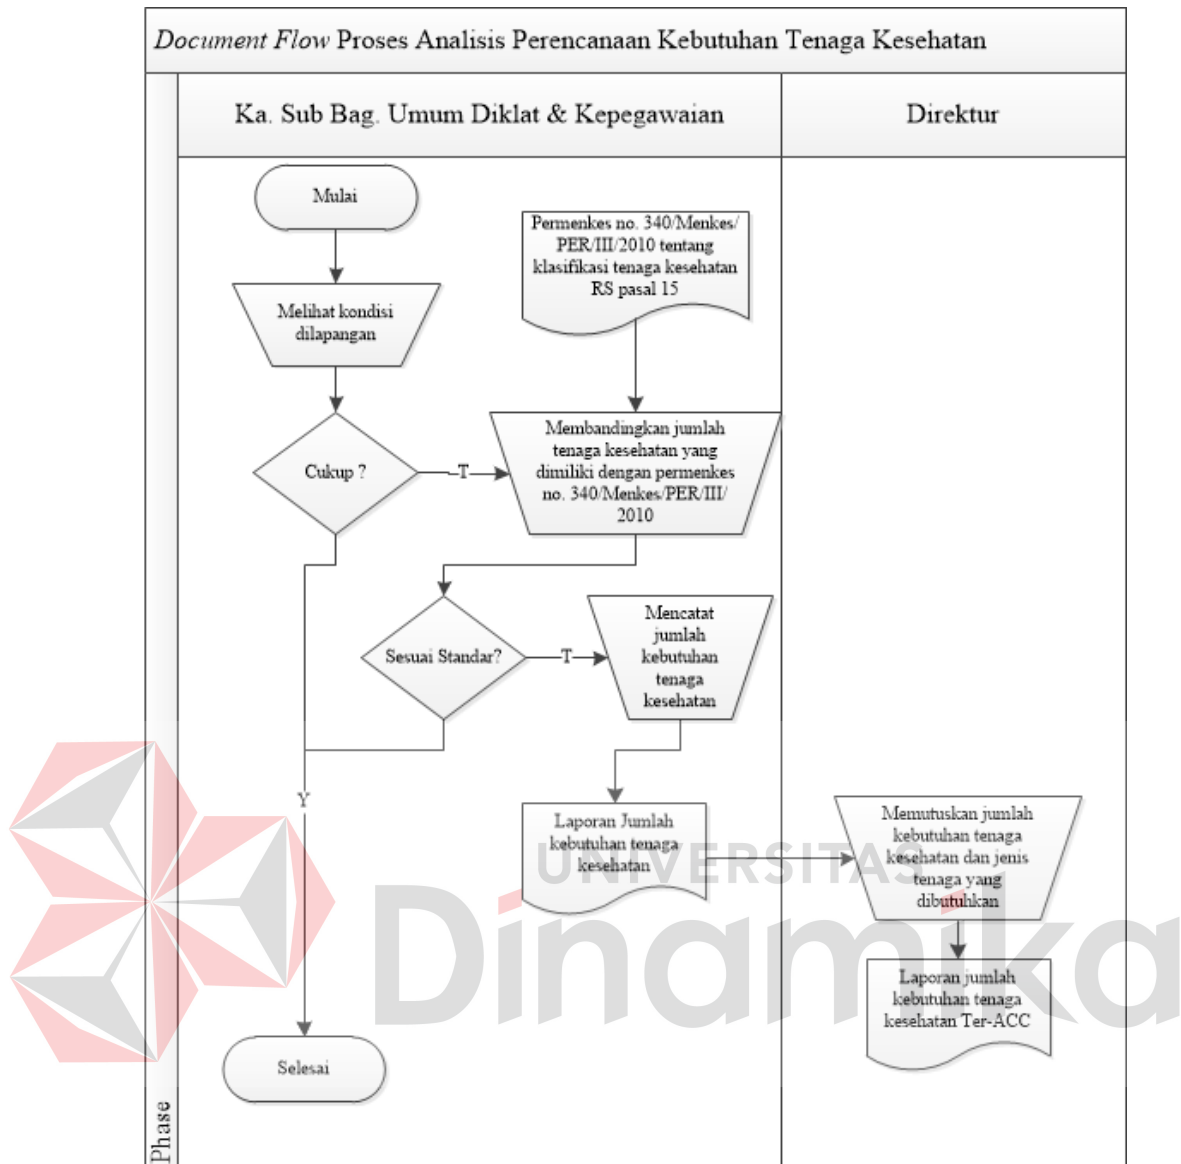 Document Flow Proses Analisis Perencanaan Kebutuhan Tenaga Kesehatan
Ka. Sub Bag. Umum Diklat & Kepegawaian
Direktur
Mulai
Permenkes no. 340/Menkes/
PER/III/2010 tentang
klasifikasi tenaga kesehatan
RS pasal 15
Melihat kondisi
dilapangan
Cukup ?
T
Membandingkan jumlah
tenaga kesehatan yang
dimiliki dengan permenkes
no. 340/Menkes/PER/III/
2010
Sesuai Standar?
T
Mencatat
jumlah
kebutuhan
tenaga
kesehatan
Y
Laporan Jumlah
kebutuhan tenaga
kesehatan
Memutuskan jumlah
kebutuhan tenaga
kesehatan dan jenis
tenaga yang
dibutuhkan
Laporan jumlah
kebutuhan tenaga
kesehatan Ter-ACC
Selesai
Phase
UNIVERSITAS
Dinamika